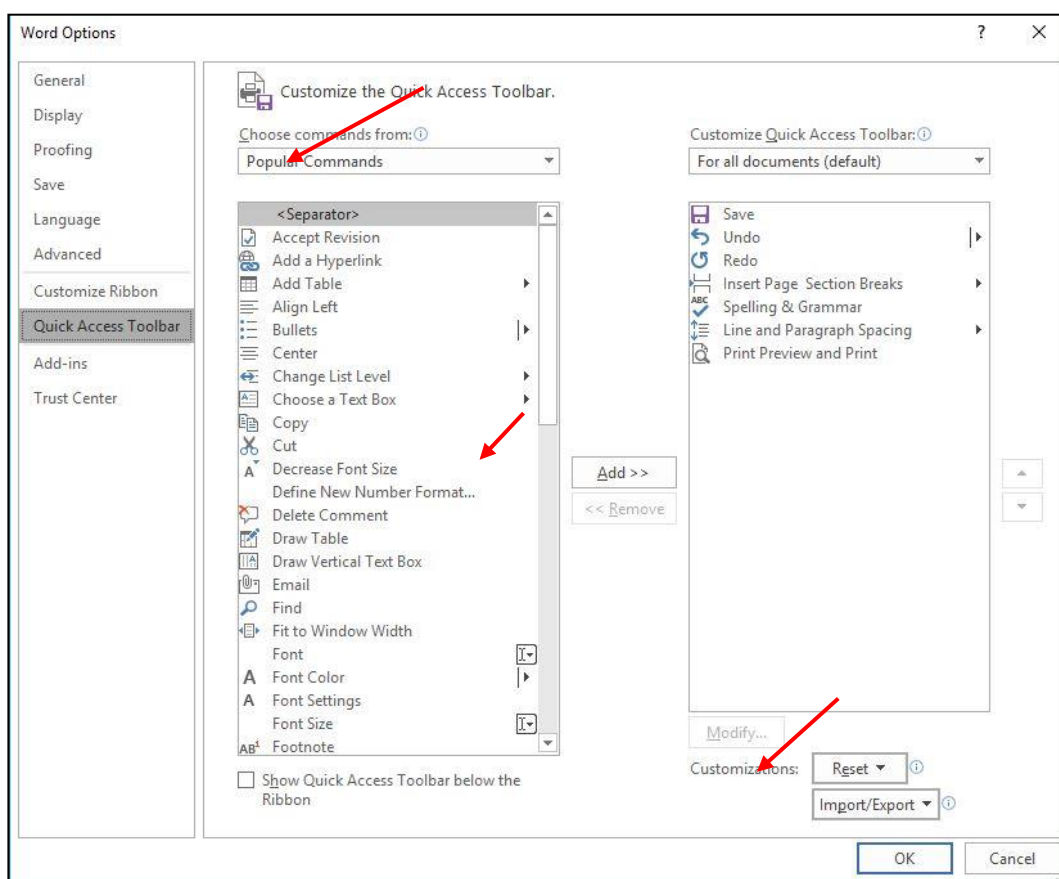 Word Options
?
General
Display
Proofing
Save
Language
Advanced
Customize Ribbon
Quick Access Toolbar
Add-ins
Trust Center
Customize the Quick Access Toolbar.
Choose commands from:
Popular Commands
<Separator>
Accept Revision
Add a Hyperlink
Add Table
Align Left
Bullets
Center
Change List Level
Choose a Text Box
Copy
Cut
Decrease Font Size
Define New Number Format...
Delete Comment
Draw Table
Draw Vertical Text Box
Email
Find
Fit to Window Width
Font
Font Color
Font Settings
Font Size
Footnote
Show Quick Access Toolbar below the
Ribbon
Add >>
<< Remove
Customize Quick Access Toolbar:
For all documents (default)
Save
Undo
Redo
Insert Page  Section Breaks
Spelling & Grammar
Line and Paragraph Spacing
Print Preview and Print
Modify...
Customizations:
Reset
Import/Export
OK
Cancel